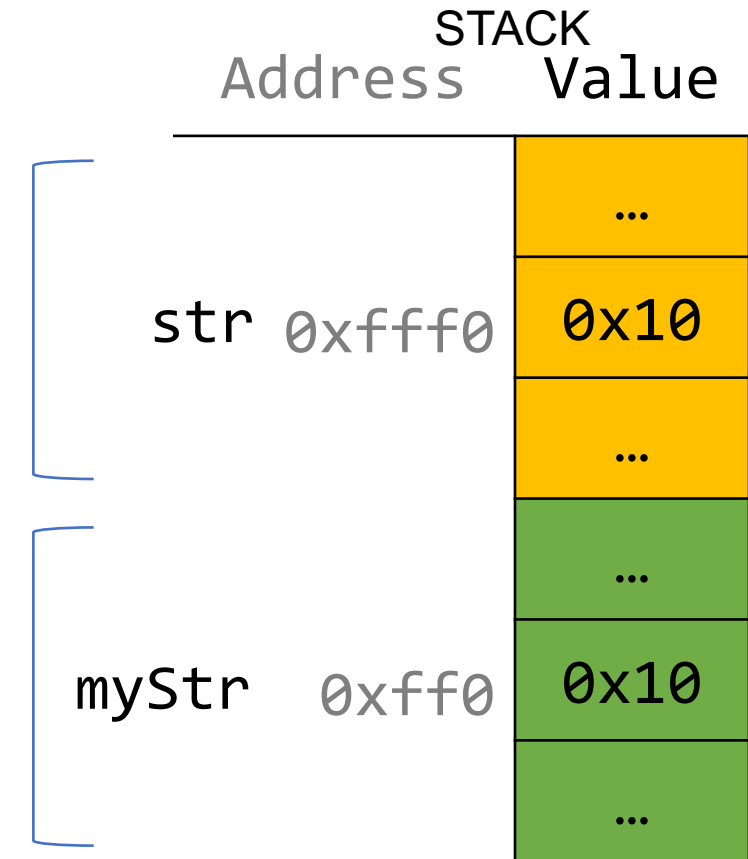 STACK
Address Value
…
str 0xfff0 0x10
…
…
myStr 0xff0 0x10
…